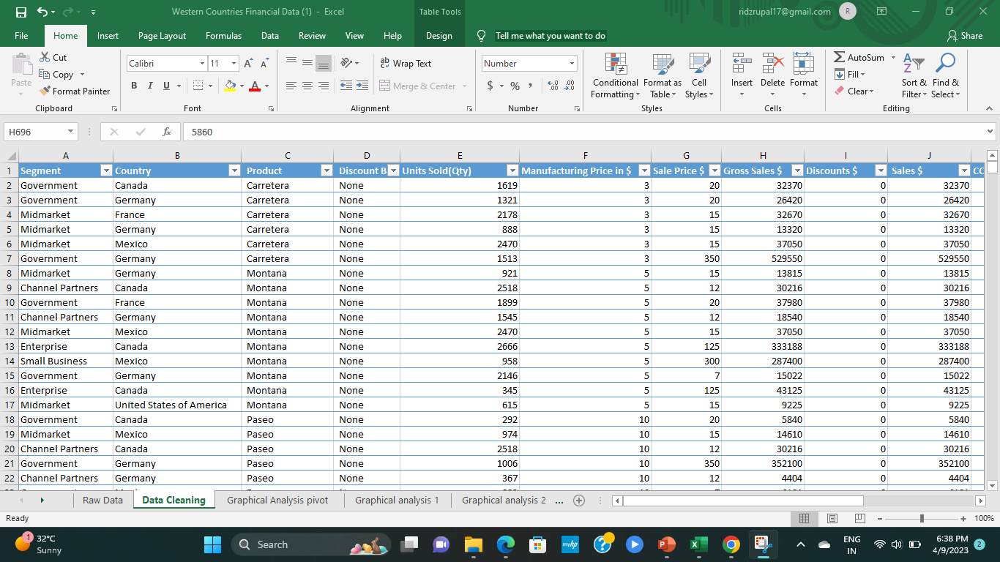 Western Countries Financial Data (1) - Excel
Table Tools
ridzrupal17@gmail.com R
File Home Insert Page Layout Formulas Data Review View Help Design Tell me what you want to do Share
Paste
Cut
Copy
Format Painter
Clipboard
Calibri 11
B I U
Font
Wrap Text
Merge & Center
Alignment
Number
$ % ,
Number
Conditional Formatting
Format as Table
Cell Styles
Styles
Insert Delete Format
Cells
AutoSum
Fill
Clear
Sort & Filter
Find & Select
Editing
H696 fx 5860
A B C D E F G H I J
1 Segment Country Product Discount B Units Sold(Qty) Manufacturing Price in $ Sale Price $ Gross Sales $ Discounts $ Sales $ CO
2 Government Canada Carretera None 1619 3 20 32370 0 32370
3 Government Germany Carretera None 1321 3 20 26420 0 26420
4 Midmarket France Carretera None 2178 3 15 32670 0 32670
5 Midmarket Germany Carretera None 888 3 15 13320 0 13320
6 Midmarket Mexico Carretera None 2470 3 15 37050 0 37050
7 Government Germany Carretera None 1513 3 350 529550 0 529550
8 Midmarket Germany Montana None 921 5 15 13815 0 13815
9 Channel Partners Canada Montana None 2518 5 12 30216 0 30216
10 Government France Montana None 1899 5 20 37980 0 37980
11 Channel Partners Germany Montana None 1545 5 12 18540 0 18540
12 Midmarket Mexico Montana None 2470 5 15 37050 0 37050
13 Enterprise Canada Montana None 2666 5 125 333188 0 333188
14 Small Business Mexico Montana None 958 5 300 287400 0 287400
15 Government Germany Montana None 2146 5 7 15022 0 15022
16 Enterprise Canada Montana None 345 5 125 43125 0 43125
17 Midmarket United States of America Montana None 615 5 15 9225 0 9225
18 Government Canada Paseo None 292 10 20 5840 0 5840
19 Midmarket Mexico Paseo None 974 10 15 14610 0 14610
20 Channel Partners Canada Paseo None 2518 10 12 30216 0 30216
21 Government Germany Paseo None 1006 10 350 352100 0 352100
22 Channel Partners Germany Paseo None 367 10 12 4404 0 4404
Raw Data Data Cleaning Graphical Analysis pivot Graphical analysis 1 Graphical analysis 2 ...
Ready 100%
1 32°C
Sunny
Search
myhp
ENG
IN
6:38 PM
4/9/2023 2